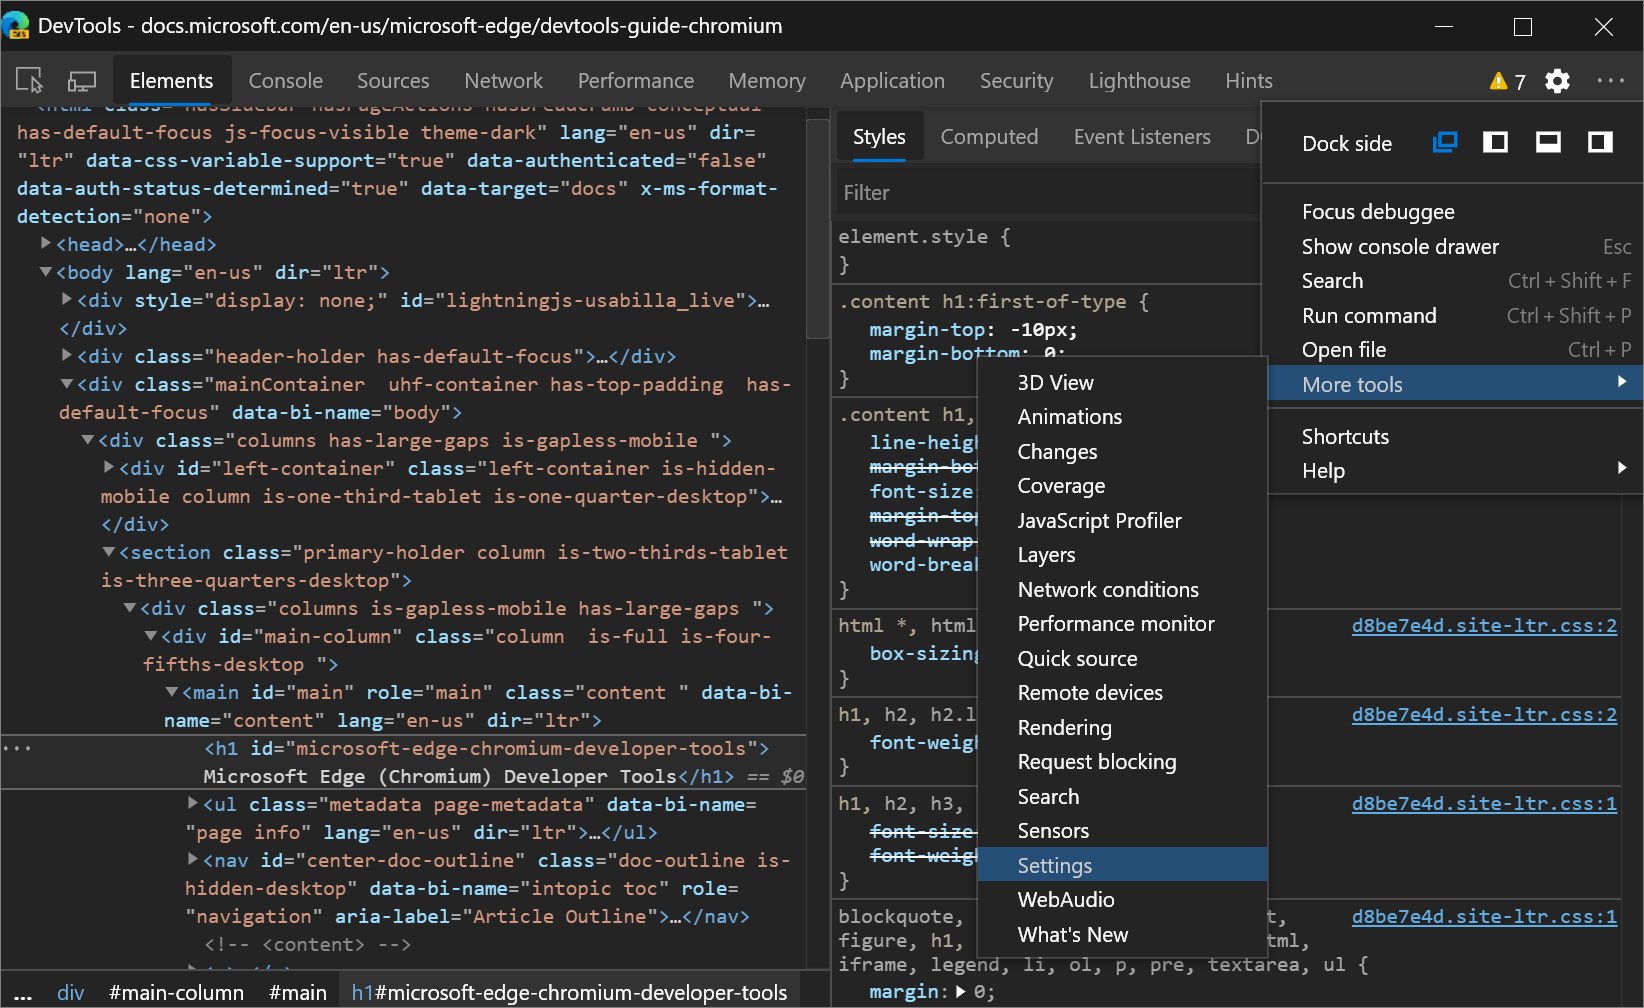 DevTools - docs.microsoft.com/en-us/microsoft-edge/devtools-guide-chromium
Elements Console Sources Network Performance Memory Application Security Lighthouse Hints 7
<html class="hasSidebar hasPageActions hasBreadcrumb conceptual
has-default-focus js-focus-visible theme-dark" lang="en-us" dir=
"ltr" data-css-variable-support="true" data-authenticated="false"
data-auth-status-determined="true" data-target="docs" x-ms-format-
detection="none">
<head>…</head>
<body lang="en-us" dir="ltr">
<div style="display: none;" id="lightningjs-usabilla_live">…
</div>
<div class="header-holder has-default-focus">…</div>
<div class="mainContainer  uhf-container has-top-padding  has-
default-focus" data-bi-name="body">
<div class="columns has-large-gaps is-gapless-mobile ">
<div id="left-container" class="left-container is-hidden-
mobile column is-one-third-tablet is-one-quarter-desktop">…
</div>
<section class="primary-holder column is-two-thirds-tablet
is-three-quarters-desktop">
<div class="columns is-gapless-mobile has-large-gaps ">
<div id="main-column" class="column  is-full is-four-
fifths-desktop ">
<main id="main" role="main" class="content " data-bi-
name="content" lang="en-us" dir="ltr">
<h1 id="microsoft-edge-chromium-developer-tools">
Microsoft Edge (Chromium) Developer Tools</h1> == $0
<ul class="metadata page-metadata" data-bi-name=
"page info" lang="en-us" dir="ltr">…</ul>
<nav id="center-doc-outline" class="doc-outline is-
hidden-desktop" data-bi-name="intopic toc" role=
"navigation" aria-label="Article Outline">…</nav>
<!-- <content> -->
... div #main-column #main h1#microsoft-edge-chromium-developer-tools
Styles Computed Event Listeners
Filter
element.style {
}
.content h1:first-of-type {
margin-top: -10px;
margin-bottom: 0;
}
.content h1,
line-heigh
margin-bot
font-size:
margin-top
word-wrap
word-break
}
html *, html d8be7e4d.site-ltr.css:2
box-sizing
}
h1, h2, h2.l d8be7e4d.site-ltr.css:2
font-weigh
}
h1, h2, h3, d8be7e4d.site-ltr.css:1
font-size
font-weigh
}
blockquote, t, d8be7e4d.site-ltr.css:1
figure, h1, tml,
iframe, legend, li, ol, p, pre, textarea, ul {
margin: 0;
Dock side
Focus debuggee
Show console drawer Esc
Search Ctrl + Shift + F
Run command Ctrl + Shift + P
Open file Ctrl + P
More tools
Shortcuts
Help
3D View
Animations
Changes
Coverage
JavaScript Profiler
Layers
Network conditions
Performance monitor
Quick source
Remote devices
Rendering
Request blocking
Search
Sensors
Settings
WebAudio
What's New